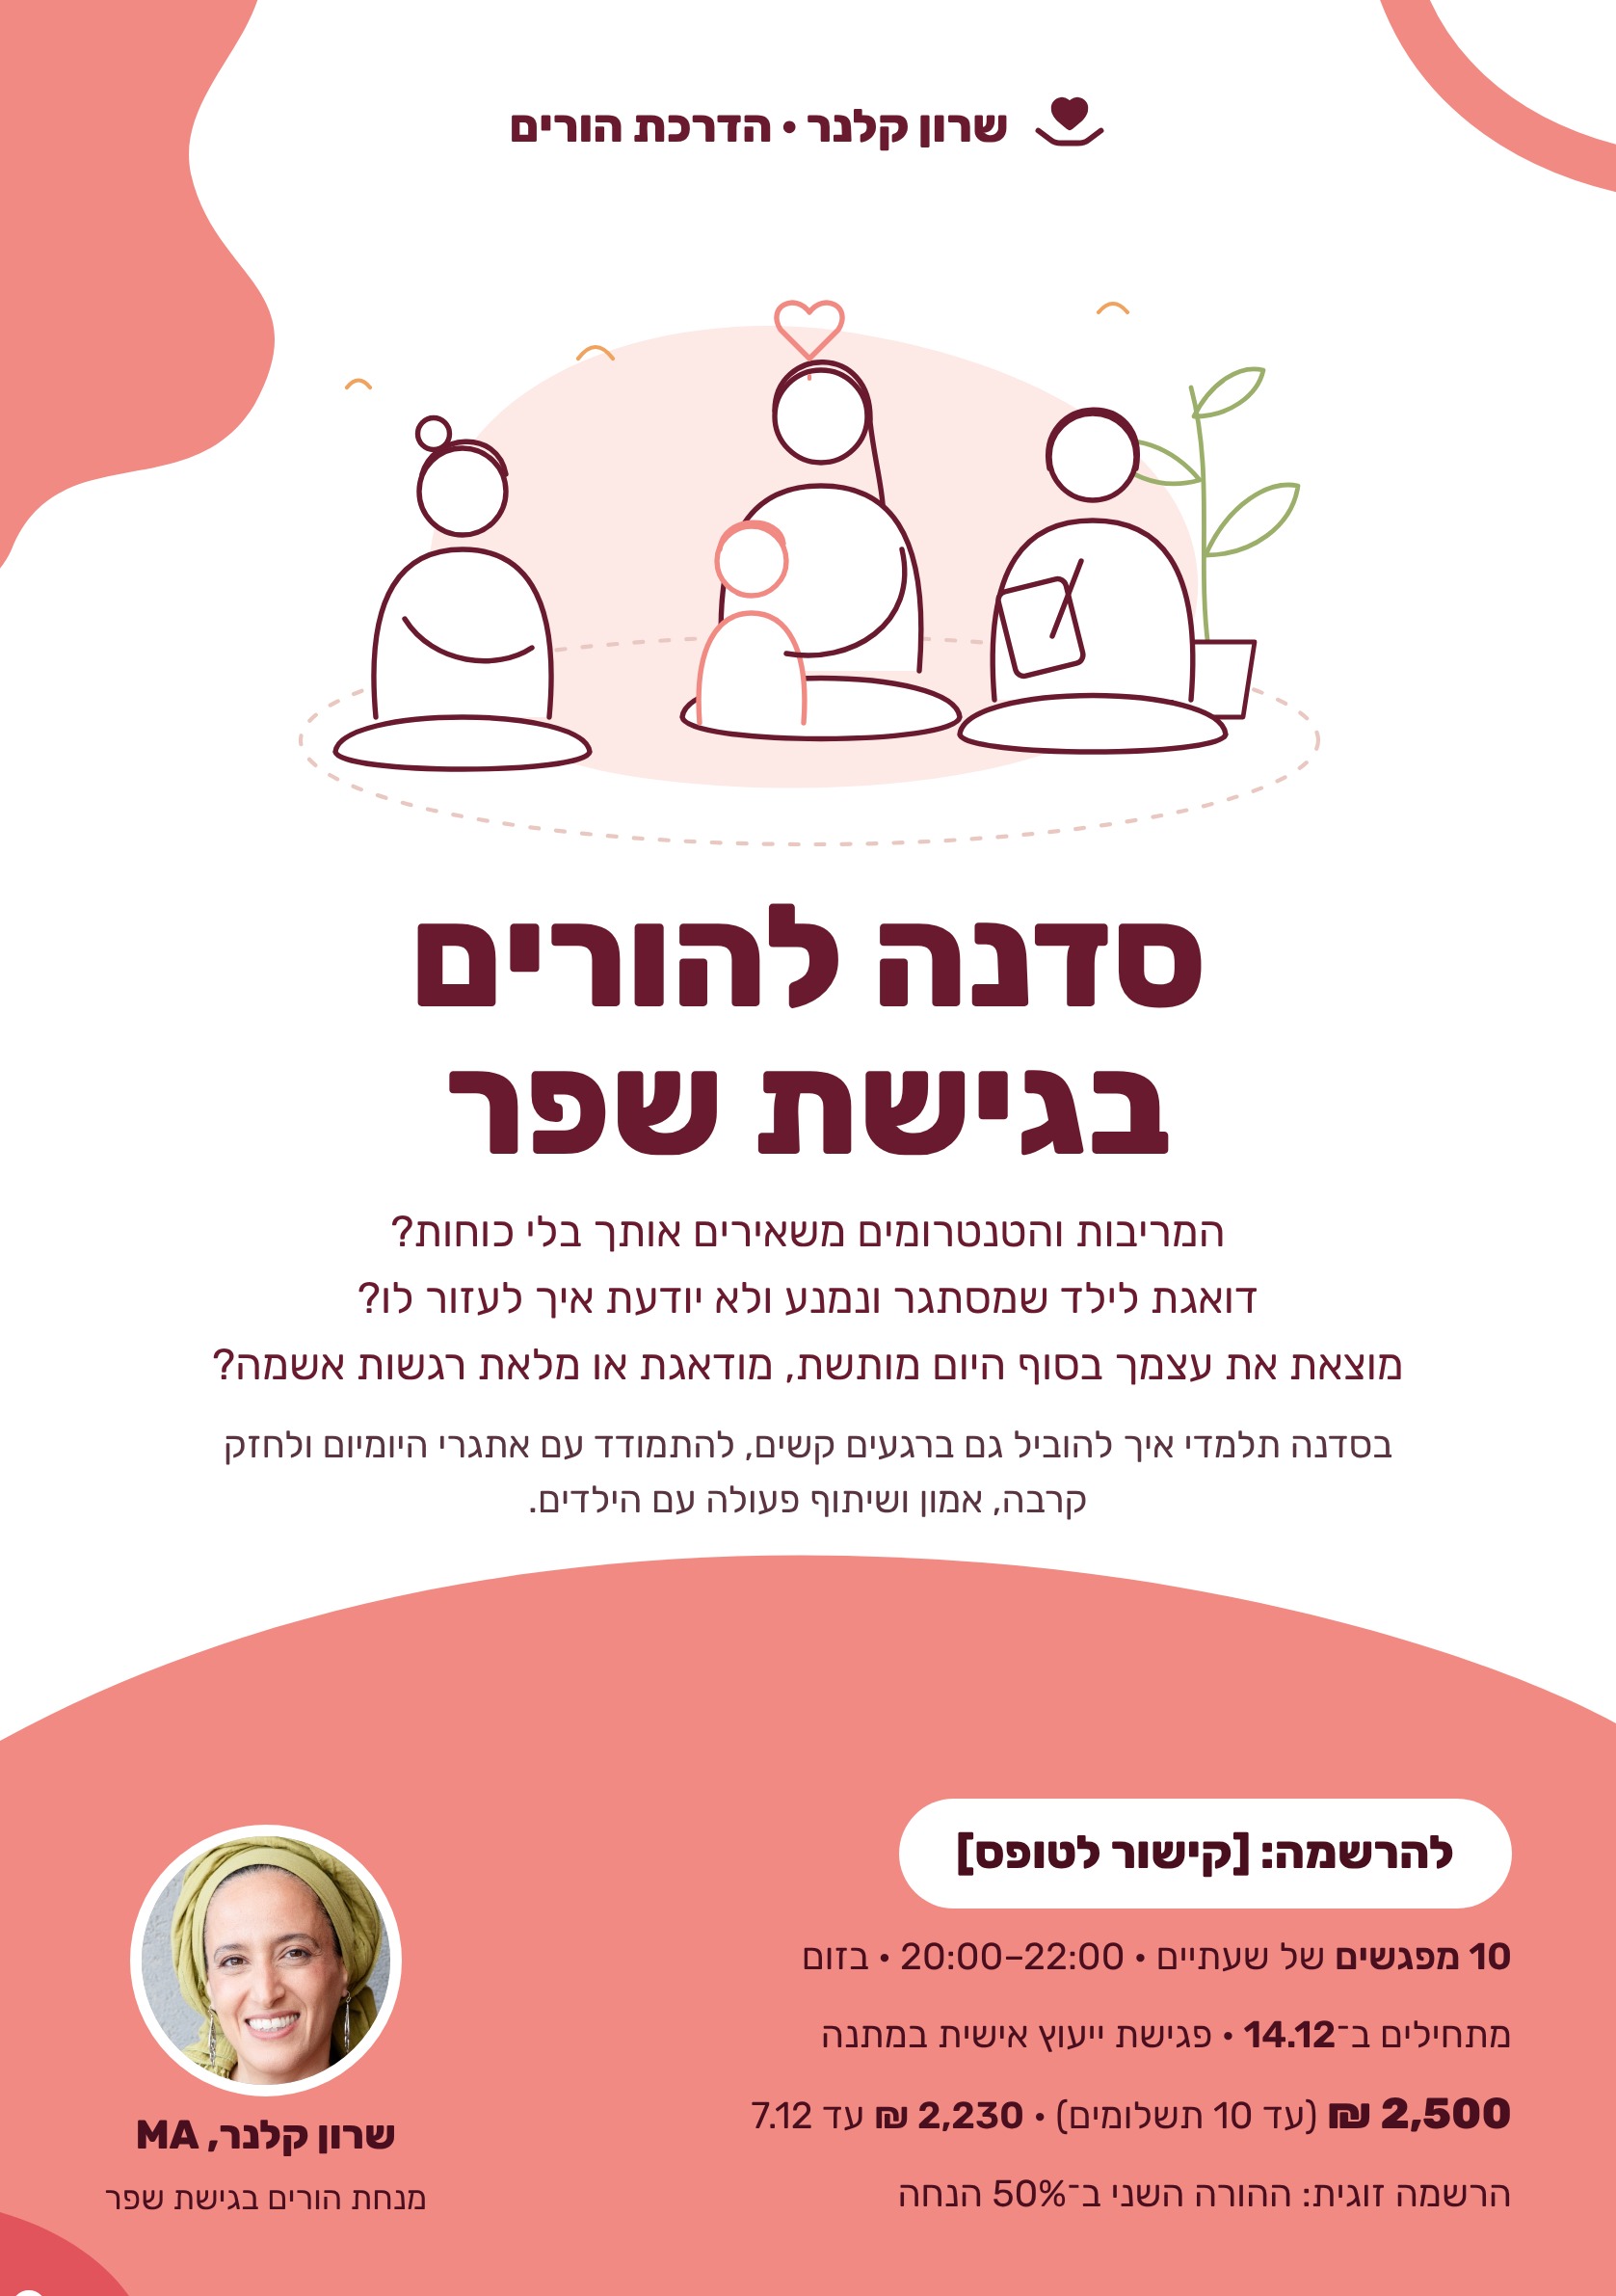 שרון קלנר • הדרכת הורים
סדנה להורים
בגישת שפר
המריבות והטנטרומים משאירים אותך בלי כוחות?
דואגת לילד שמסתגר ונמנע ולא יודעת איך לעזור לו?
מוצאת את עצמך בסוף היום מותשת, מודאגת או מלאת רגשות אשמה?
בסדנה תלמדי איך להוביל גם ברגעים קשים, להתמודד עם אתגרי היומיום ולחזק
קרבה, אמון ושיתוף פעולה עם הילדים.
להרשמה: [קישור לטופס]
10 מפגשים של שעתיים • 20:00–22:00 • בזום
מתחילים ב־14.12 • פגישת ייעוץ אישית במתנה
2,500 ₪ (עד 10 תשלומים) • 2,230 ₪ עד 7.12
הרשמה זוגית: ההורה השני ב־50% הנחה
שרון קלנר, MA
מנחת הורים בגישת שפר